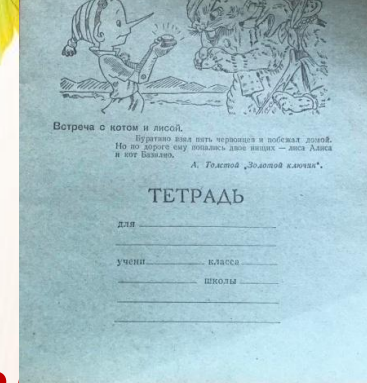 Встреча с котом и лисой.
Буратино взял пять червонцев и побежал домой.
Но по дороге ему попались двое нищих — лиса Алиса
и кот Базилио.
А. Толстой „Золотой ключик“.
ТЕТРАДЬ
для
учени класса
школы